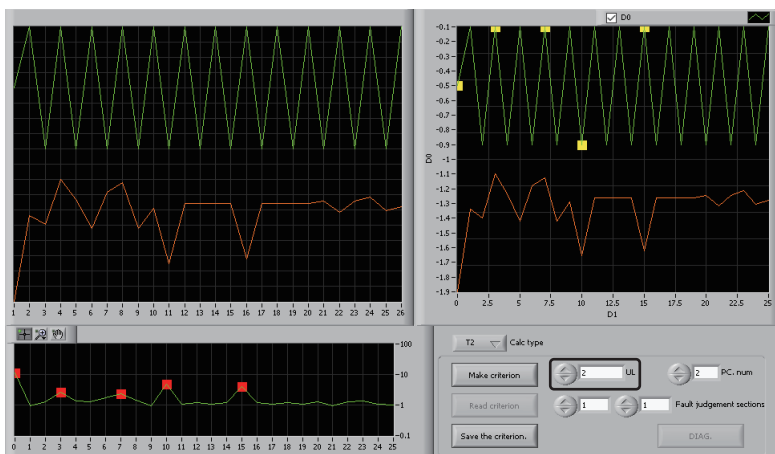 D0
-0.1
-0.2
-0.3
-0.4
-0.5
-0.6
-0.7
-0.8
-0.9
-1
-1.1
-1.2
-1.3
-1.4
-1.5
-1.6
-1.7
-1.8
-1.9
D0
1 2 3 4 5 6 7 8 9 10 11 12 13 14 15 16 17 18 19 20 21 22 23 24 25 26
0 2.5 5 7.5 10 12.5 15 17.5 20 22.5 25
D1
-100
-10
-1
-0.1
0 1 2 3 4 5 6 7 8 9 10 11 12 13 14 15 16 17 18 19 20 21 22 23 24 25
T2 Calc type
Make criterion 2 UL 2 PC. num
Read criterion 1 1 Fault judgement sections
Save the criterion. DIAG.